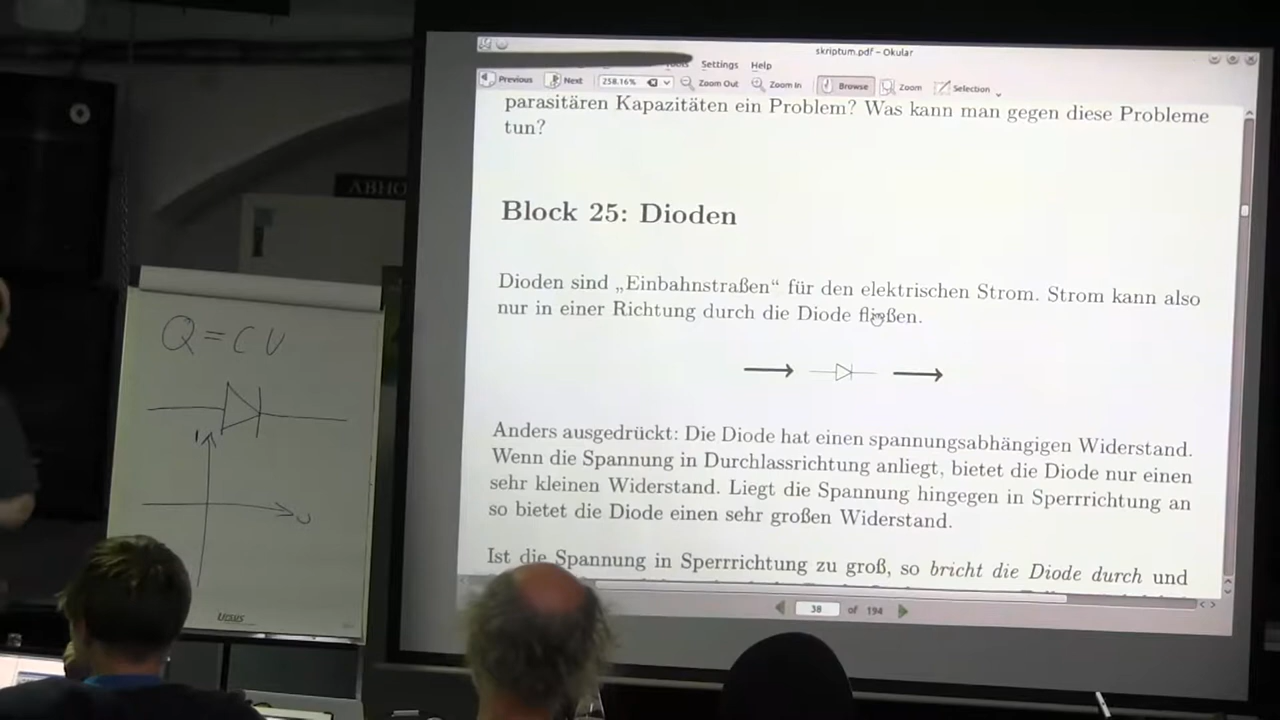 skriptum.pdf – Okular
Settings Help
Previous Next 258.16% Zoom Out Zoom In Browse Zoom Selection
parasitären Kapazitäten ein Problem? Was kann man gegen diese Probleme
tun?
ABHO
Block 25: Dioden
Dioden sind „Einbahnstraßen“ für den elektrischen Strom. Strom kann also
nur in einer Richtung durch die Diode fließen.
Q=CU
Anders ausgedrückt: Die Diode hat einen spannungsabhängigen Widerstand.
Wenn die Spannung in Durchlassrichtung anliegt, bietet die Diode nur einen
sehr kleinen Widerstand. Liegt die Spannung hingegen in Sperrrichtung an
so bietet die Diode einen sehr großen Widerstand.
I
U
Ist die Spannung in Sperrrichtung zu groß, so bricht die Diode durch und
38 of 194
URSUS